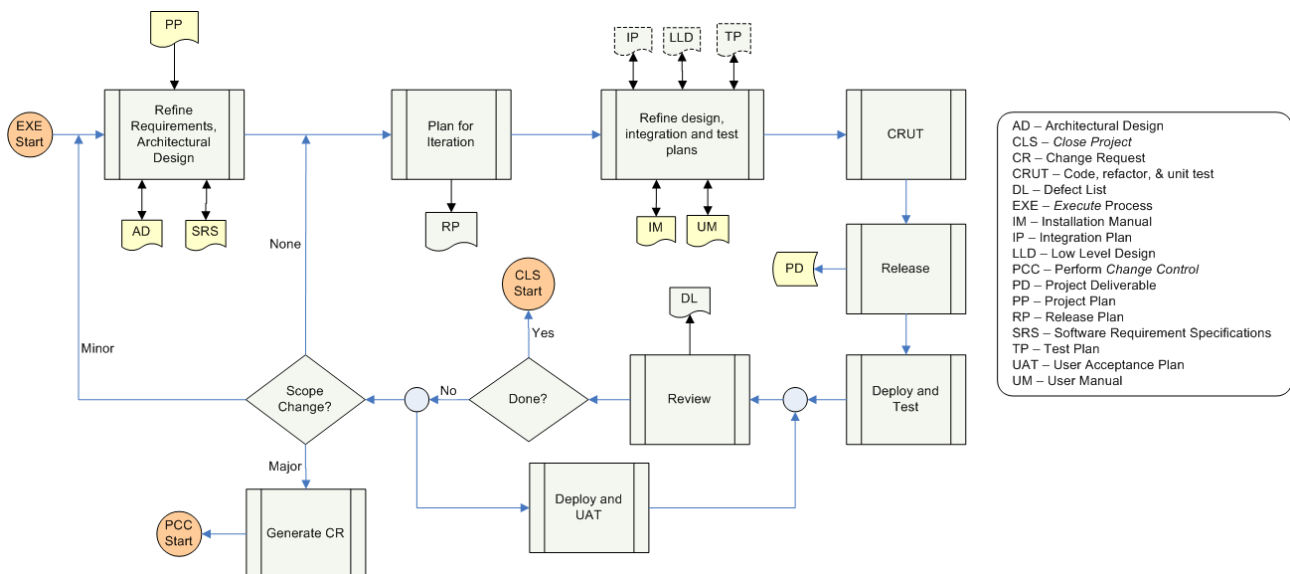 PP
IP
LLD
TP
EXE
Start
Refine
Requirements,
Architectural
Design
Plan for
Iteration
Refine design,
integration and test
plans
CRUT
AD
SRS
RP
IM
UM
None
Minor
CLS
Start
Yes
DL
PD
Release
Scope
Change?
No
Done?
Review
Deploy and
Test
Major
Deploy and
UAT
PCC
Start
Generate CR
AD – Architectural Design
CLS – Close Project
CR – Change Request
CRUT – Code, refactor, & unit test
DL – Defect List
EXE – Execute Process
IM – Installation Manual
IP – Integration Plan
LLD – Low Level Design
PCC – Perform Change Control
PD – Project Deliverable
PP – Project Plan
RP – Release Plan
SRS – Software Requirement Specifications
TP – Test Plan
UAT – User Acceptance Plan
UM – User Manual